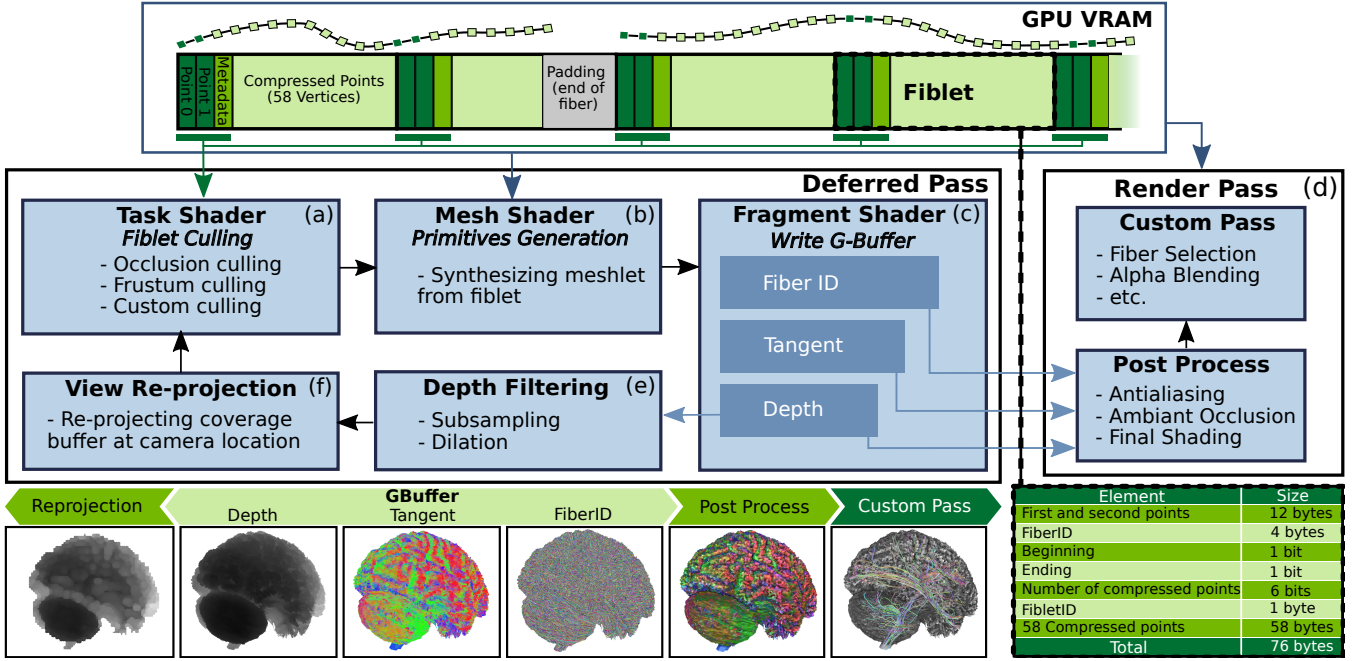 GPU VRAM
Point 0
Point 1
Metadata
Compressed Points
(58 Vertices)
Padding
(end of
fiber)
Fiblet
Deferred Pass
Task Shader
(a)
Fiblet Culling
- Occlusion culling
- Frustum culling
- Custom culling
Mesh Shader
(b)
Primitives Generation
- Synthesizing meshlet
from fiblet
Fragment Shader
(c)
Write G-Buffer
Fiber ID
Tangent
Depth
View Re-projection
(f)
- Re-projecting coverage
buffer at camera location
Depth Filtering
(e)
- Subsampling
- Dilation
Render Pass
(d)
Custom Pass
- Fiber Selection
- Alpha Blending
- etc.
Post Process
- Antialiasing
- Ambiant Occlusion
- Final Shading
Reprojection
GBuffer
Depth
Tangent
FiberID
Post Process
Custom Pass
Element Size
First and second points 12 bytes
FiberID 4 bytes
Beginning 1 bit
Ending 1 bit
Number of compressed points 6 bits
FibletID 1 byte
58 Compressed points 58 bytes
Total 76 bytes